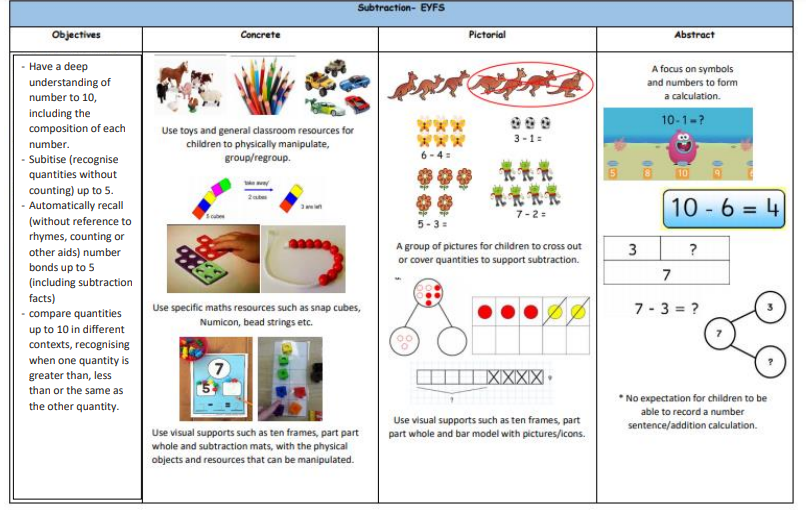 Subtraction- EYFS
Objectives
Concrete
Pictorial
Abstract
- Have a deep
understanding of
number to 10,
including the
composition of each
number.
- Subitise (recognise
quantities without
counting) up to 5.
- Automatically recall
(without reference to
rhymes, counting or
other aids) number
bonds up to 5
(including subtraction
facts)
- compare quantities
up to 10 in different
contexts, recognising
when one quantity is
greater than, less
than or the same as
the other quantity.
Use toys and general classroom resources for
children to physically manipulate,
group/regroup.
'take away'
2 cubes
5 cubes
3 are left
Use specific maths resources such as snap cubes,
Numicon, bead strings etc.
7
5
Use visual supports such as ten frames, part part
whole and subtraction mats, with the physical
objects and resources that can be manipulated.
3 - 1 =
6 - 4 =
7 - 2 =
5 - 3 =
A group of pictures for children to cross out
or cover quantities to support subtraction.
?
Use visual supports such as ten frames, part
part whole and bar model with pictures/icons.
A focus on symbols
and numbers to form
a calculation.
10 - 1 = ?
5 8 10 9
10 - 6 = 4
3 ?
7
7 - 3 = ?
3
7
?
* No expectation for children to be
able to record a number
sentence/addition calculation.